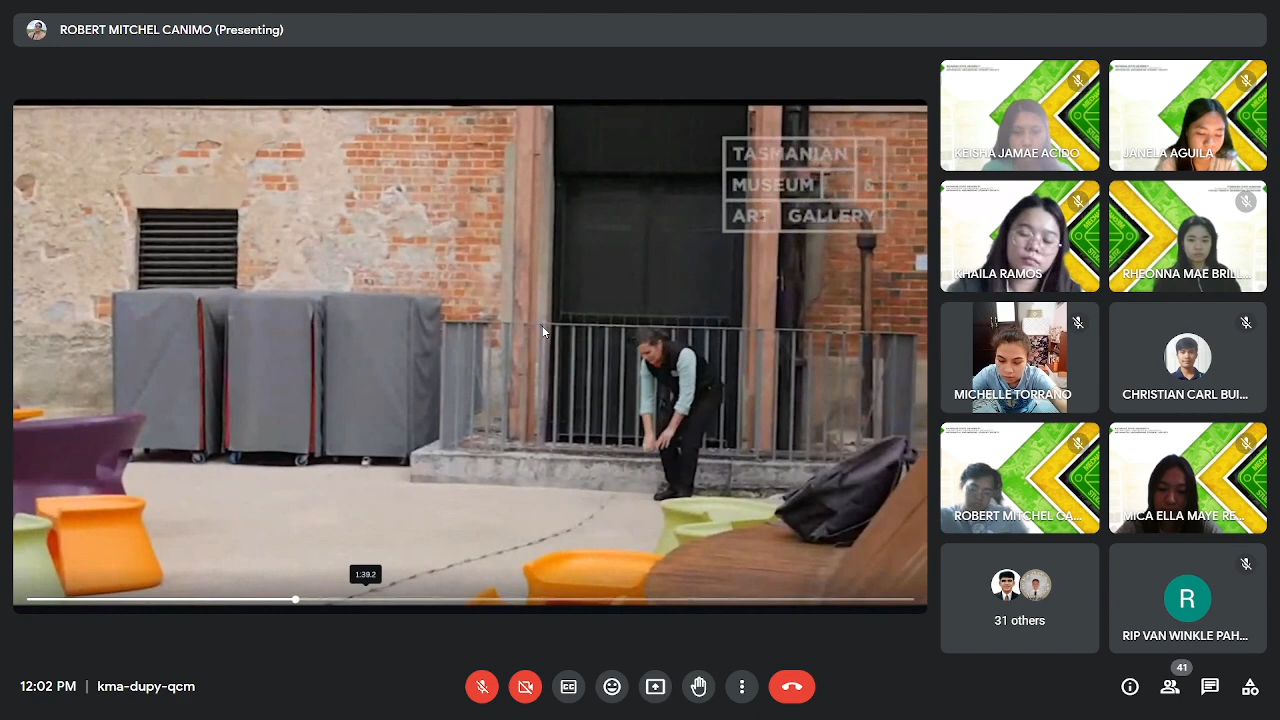 ROBERT MITCHEL CANIMO (Presenting)
TASMANIAN
MUSEUM &
ART GALLERY
1:39.2
KEISHA JAMAE ACIDO
JANELA AGUILA
KHAILA RAMOS
RHEONNA MAE BRILL...
MICHELLE TORRANO
CHRISTIAN CARL BUI...
ROBERT MITCHEL CA...
MICA ELLA MAYE RE...
31 others
R
RIP VAN WINKLE PAH...
12:02 PM | kma-dupy-qcm
41